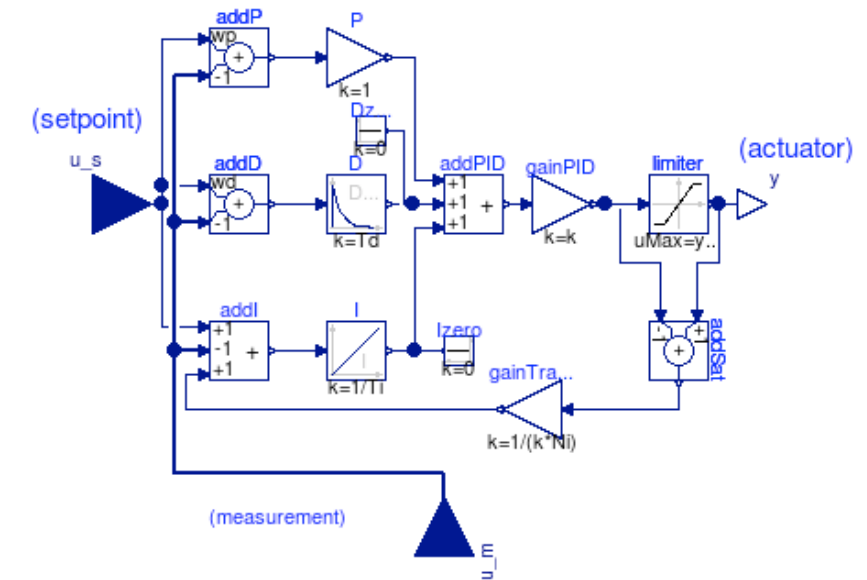 addP
P
wp
+
-1
k=1
(setpoint)
Dz...
k=0
u_s
addD
D
addPID
gainPID
limiter
(actuator)
y
wd
+
-1
D...
+1
+1
+1
+
k=Td
k=k
uMax=y..
addI
I
Izero
+1
-1
+1
+
I
k=0
k=1/Ti
addSat
+
gainTra...
k=1/(k*Ni)
(measurement)
u_m